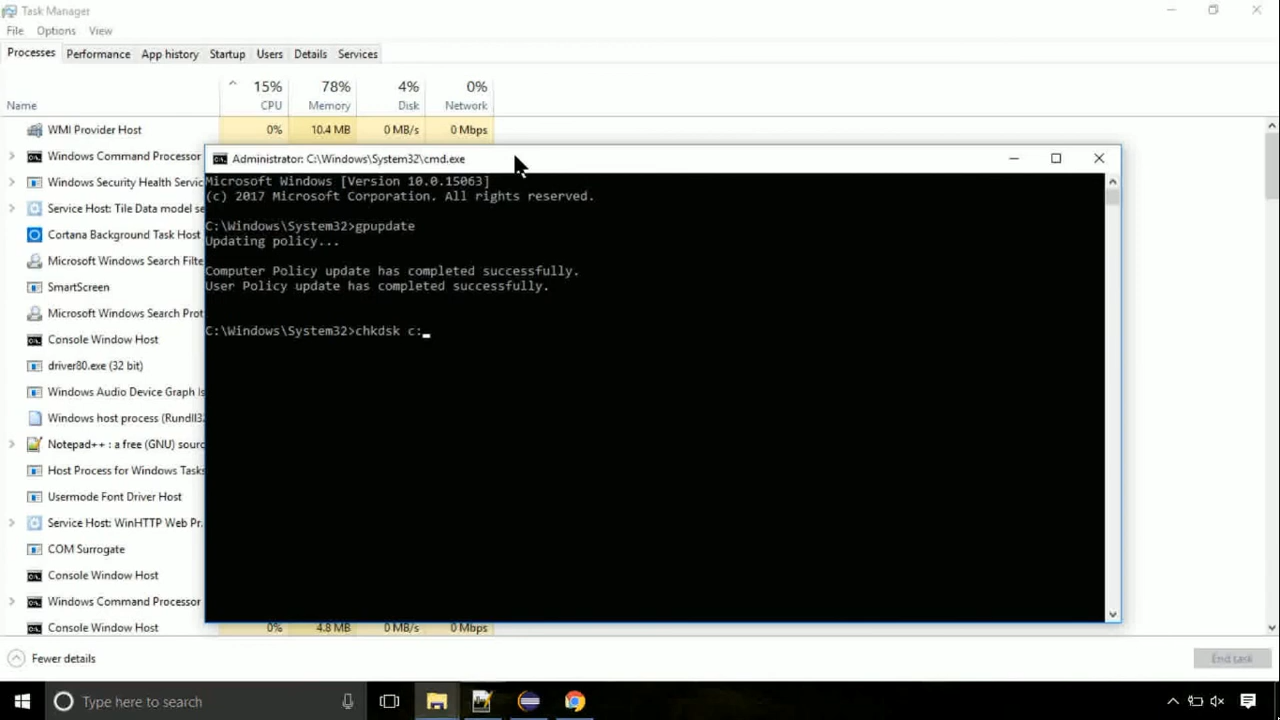 Task Manager
File Options View
Processes Performance App history Startup Users Details Services
15% 78% 4% 0%
Name CPU Memory Disk Network
WMI Provider Host 0% 10.4 MB 0 MB/s 0 Mbps
Windows Command Processor
Windows Security Health Servic
Service Host: Tile Data model se
Cortana Background Task Host
Microsoft Windows Search Filte
SmartScreen
Microsoft Windows Search Prot
Console Window Host
driver80.exe (32 bit)
Windows Audio Device Graph Is
Windows host process (Rundll32
Notepad++ : a free (GNU) sourc
Host Process for Windows Tasks
Usermode Font Driver Host
Service Host: WinHTTP Web Pr.
COM Surrogate
Console Window Host
Windows Command Processor
Console Window Host 0% 4.8 MB 0 MB/s 0 Mbps
Administrator: C:\Windows\System32\cmd.exe
Microsoft Windows [Version 10.0.15063]
(c) 2017 Microsoft Corporation. All rights reserved.
C:\Windows\System32>gpupdate
Updating policy...
Computer Policy update has completed successfully.
User Policy update has completed successfully.
C:\Windows\System32>chkdsk c:_
Fewer details
End task
Type here to search